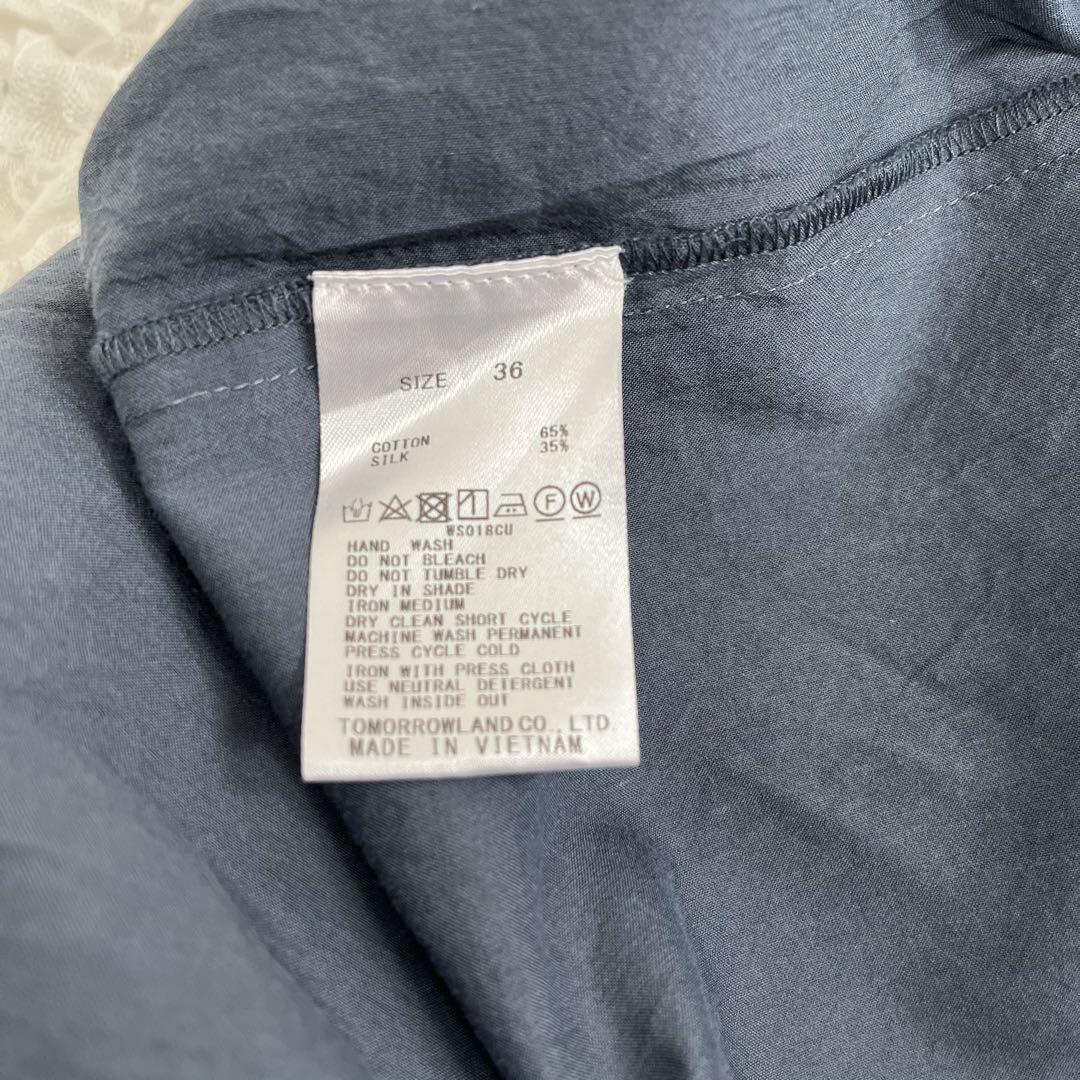 SIZE 36
COTTON 65%
SILK 35%
F W
WS018CU
HAND WASH
DO NOT BLEACH
DO NOT TUMBLE DRY
DRY IN SHADE
IRON MEDIUM
DRY CLEAN SHORT CYCLE
MACHINE WASH PERMANENT
PRESS CYCLE COLD
IRON WITH PRESS CLOTH
USE NEUTRAL DETERGENT
WASH INSIDE OUT
TOMORROWLAND CO., LTD.
MADE IN VIETNAM